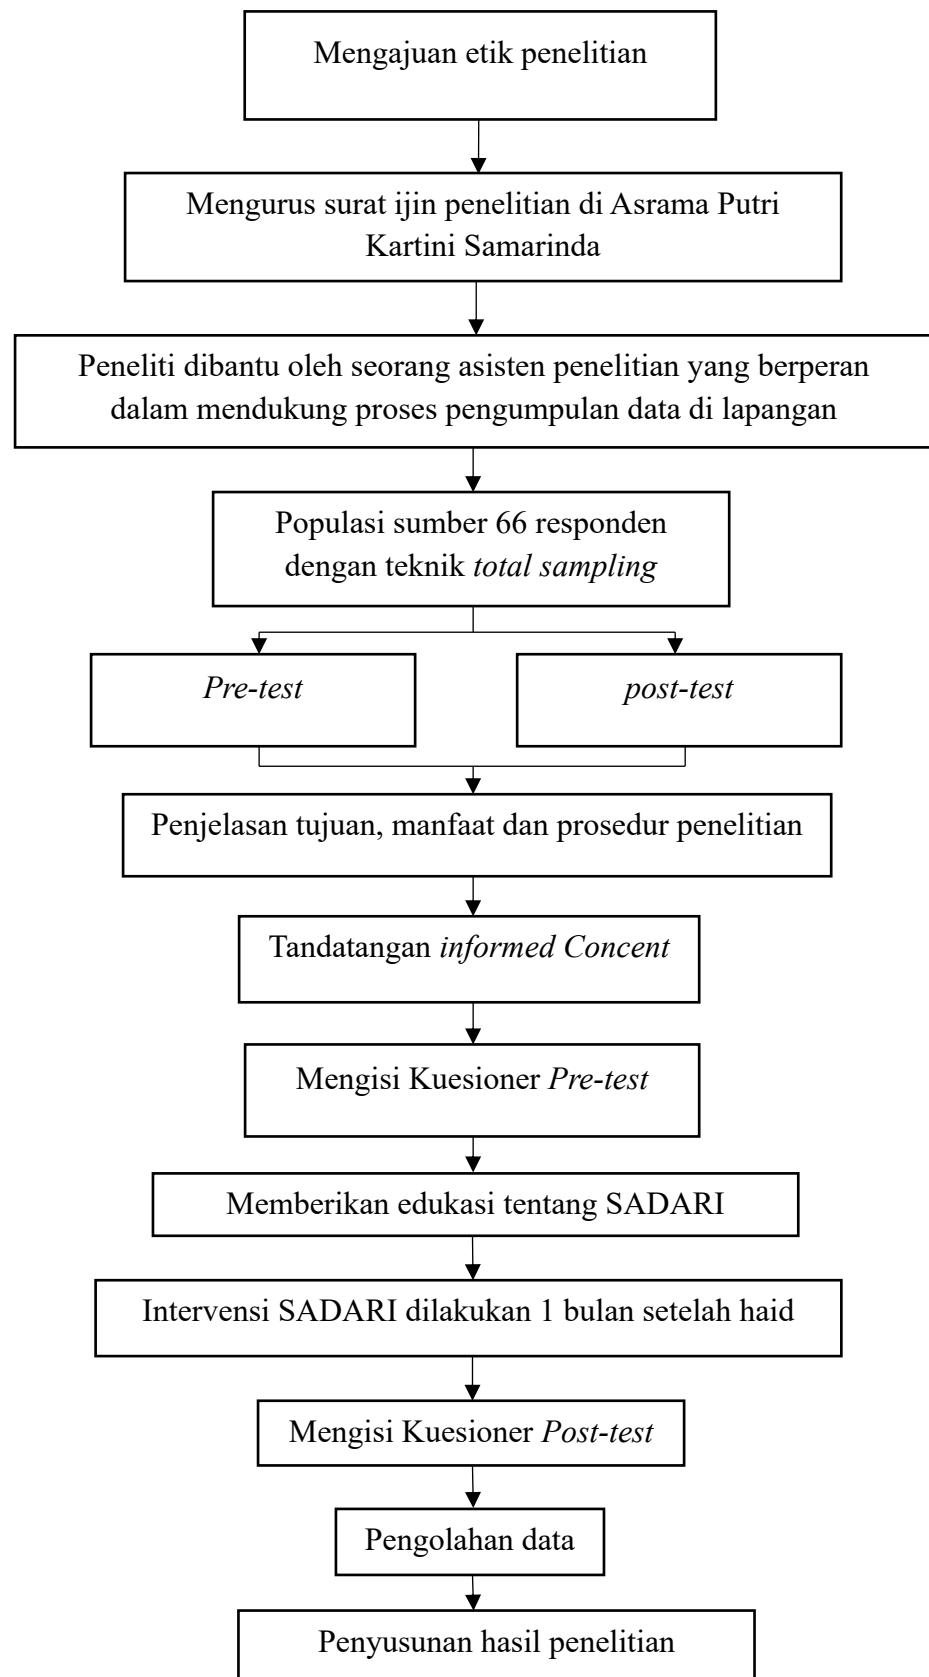 Mengajuan etik penelitian
Mengurus surat ijin penelitian di Asrama Putri
Kartini Samarinda
Peneliti dibantu oleh seorang asisten penelitian yang berperan
dalam mendukung proses pengumpulan data di lapangan
Populasi sumber 66 responden
dengan teknik total sampling
Pre-test
post-test
Penjelasan tujuan, manfaat dan prosedur penelitian
Tandatangan informed Concent
Mengisi Kuesioner Pre-test
Memberikan edukasi tentang SADARI
Intervensi SADARI dilakukan 1 bulan setelah haid
Mengisi Kuesioner Post-test
Pengolahan data
Penyusunan hasil penelitian